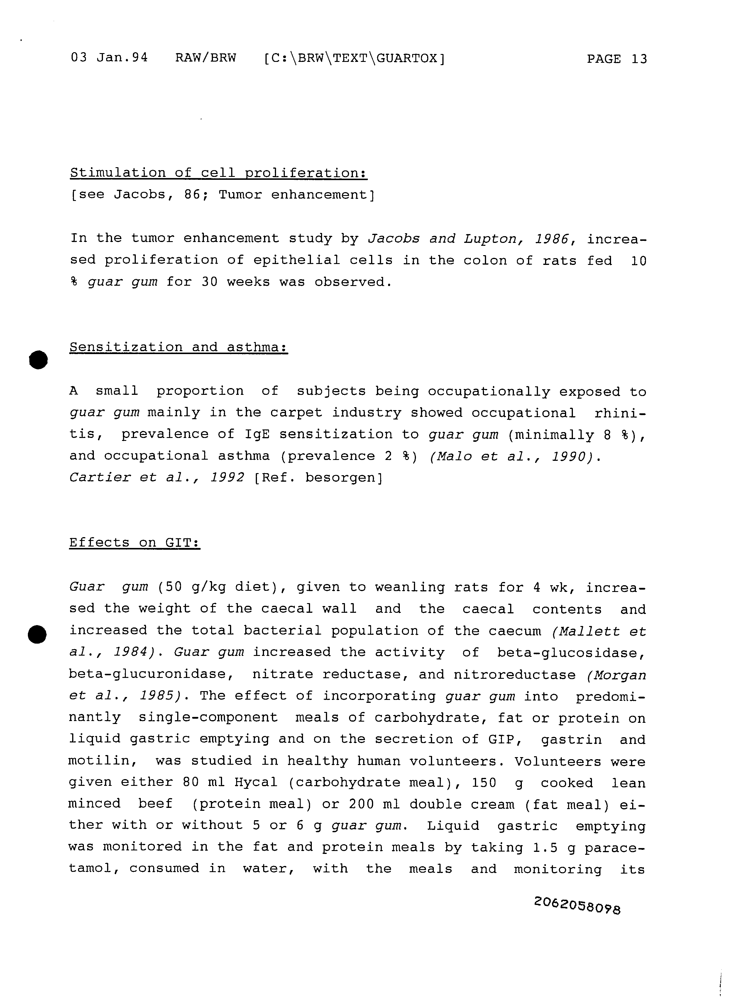 03 Jan.94 RAW/BRW [C:\BRW\TEXT\GUARTOX] PAGE 13
Stimulation of cell proliferation:
[see Jacobs, 86; Tumor enhancement]
In the tumor enhancement study by Jacobs and Lupton, 1986, increa-
sed proliferation of epithelial cells in the colon of rats fed 10
% guar gum for 30 weeks was observed.
Sensitization and asthma:
A small proportion of subjects being occupationally exposed to
guar gum mainly in the carpet industry showed occupational rhini-
tis, prevalence of IgE sensitization to guar gum (minimally 8 %),
and occupational asthma (prevalence 2 %) (Malo et al., 1990).
Cartier et al., 1992 [Ref. besorgen]
Effects on GIT:
Guar gum (50 g/kg diet), given to weanling rats for 4 wk, increa-
sed the weight of the caecal wall and the caecal contents and
increased the total bacterial population of the caecum (Mallett et
al., 1984). Guar gum increased the activity of beta-glucosidase,
beta-glucuronidase, nitrate reductase, and nitroreductase (Morgan
et al., 1985). The effect of incorporating guar gum into predomi-
nantly single-component meals of carbohydrate, fat or protein on
liquid gastric emptying and on the secretion of GIP, gastrin and
motilin, was studied in healthy human volunteers. Volunteers were
given either 80 ml Hycal (carbohydrate meal), 150 g cooked lean
minced beef (protein meal) or 200 ml double cream (fat meal) ei-
ther with or without 5 or 6 g guar gum. Liquid gastric emptying
was monitored in the fat and protein meals by taking 1.5 g parace-
tamol, consumed in water, with the meals and monitoring its
2062058098